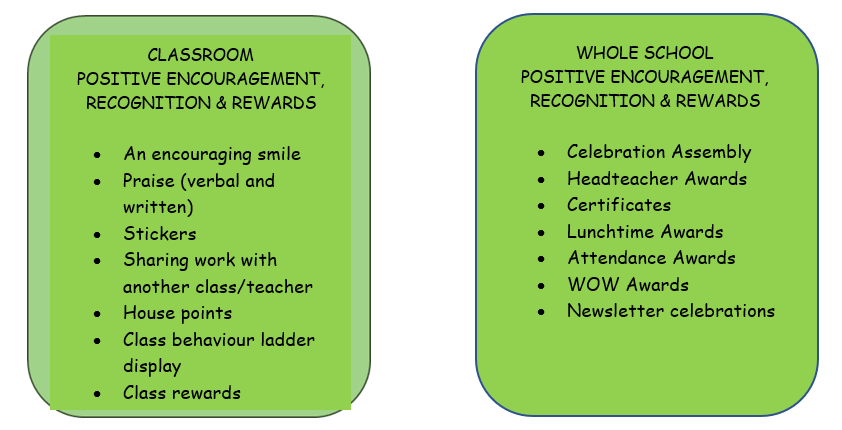 CLASSROOM
POSITIVE ENCOURAGEMENT,
RECOGNITION & REWARDS
• An encouraging smile
• Praise (verbal and
written)
• Stickers
• Sharing work with
another class/teacher
• House points
• Class behaviour ladder
display
• Class rewards
WHOLE SCHOOL
POSITIVE ENCOURAGEMENT,
RECOGNITION & REWARDS
• Celebration Assembly
• Headteacher Awards
• Certificates
• Lunchtime Awards
• Attendance Awards
• WOW Awards
• Newsletter celebrations